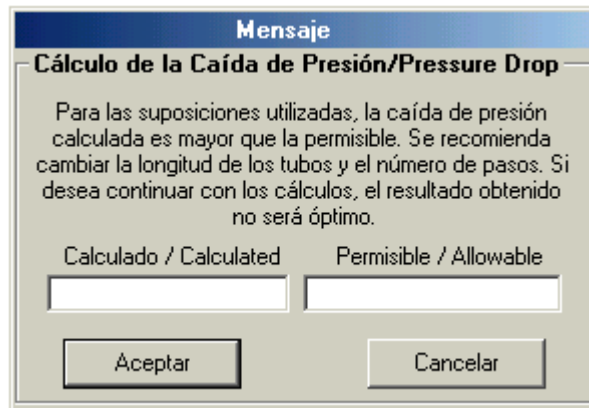 Mensaje
Cálculo de la Caída de Presión/Pressure Drop
Para las suposiciones utilizadas, la caída de presión
calculada es mayor que la permisible. Se recomienda
cambiar la longitud de los tubos y el número de pasos. Si
desea continuar con los cálculos, el resultado obtenido
no será óptimo.
Calculado / Calculated
Permisible / Allowable
Aceptar
Cancelar